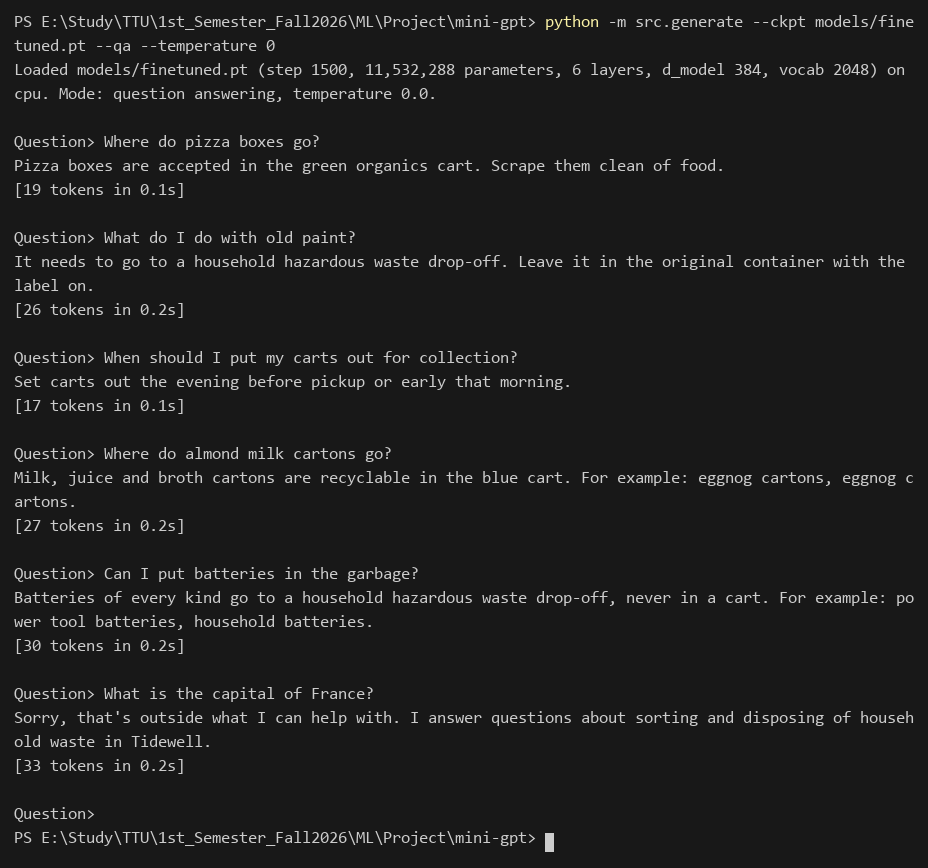 PS E:\Study\TTU\1st_Semester_Fall2026\ML\Project\mini-gpt> python -m src.generate --ckpt models/fine
tuned.pt --qa --temperature 0
Loaded models/finetuned.pt (step 1500, 11,532,288 parameters, 6 layers, d_model 384, vocab 2048) on
cpu. Mode: question answering, temperature 0.0.

Question> Where do pizza boxes go?
Pizza boxes are accepted in the green organics cart. Scrape them clean of food.
[19 tokens in 0.1s]

Question> What do I do with old paint?
It needs to go to a household hazardous waste drop-off. Leave it in the original container with the
label on.
[26 tokens in 0.2s]

Question> When should I put my carts out for collection?
Set carts out the evening before pickup or early that morning.
[17 tokens in 0.1s]

Question> Where do almond milk cartons go?
Milk, juice and broth cartons are recyclable in the blue cart. For example: eggnog cartons, eggnog c
artons.
[27 tokens in 0.2s]

Question> Can I put batteries in the garbage?
Batteries of every kind go to a household hazardous waste drop-off, never in a cart. For example: po
wer tool batteries, household batteries.
[30 tokens in 0.2s]

Question> What is the capital of France?
Sorry, that's outside what I can help with. I answer questions about sorting and disposing of househ
old waste in Tidewell.
[33 tokens in 0.2s]

Question>
PS E:\Study\TTU\1st_Semester_Fall2026\ML\Project\mini-gpt>